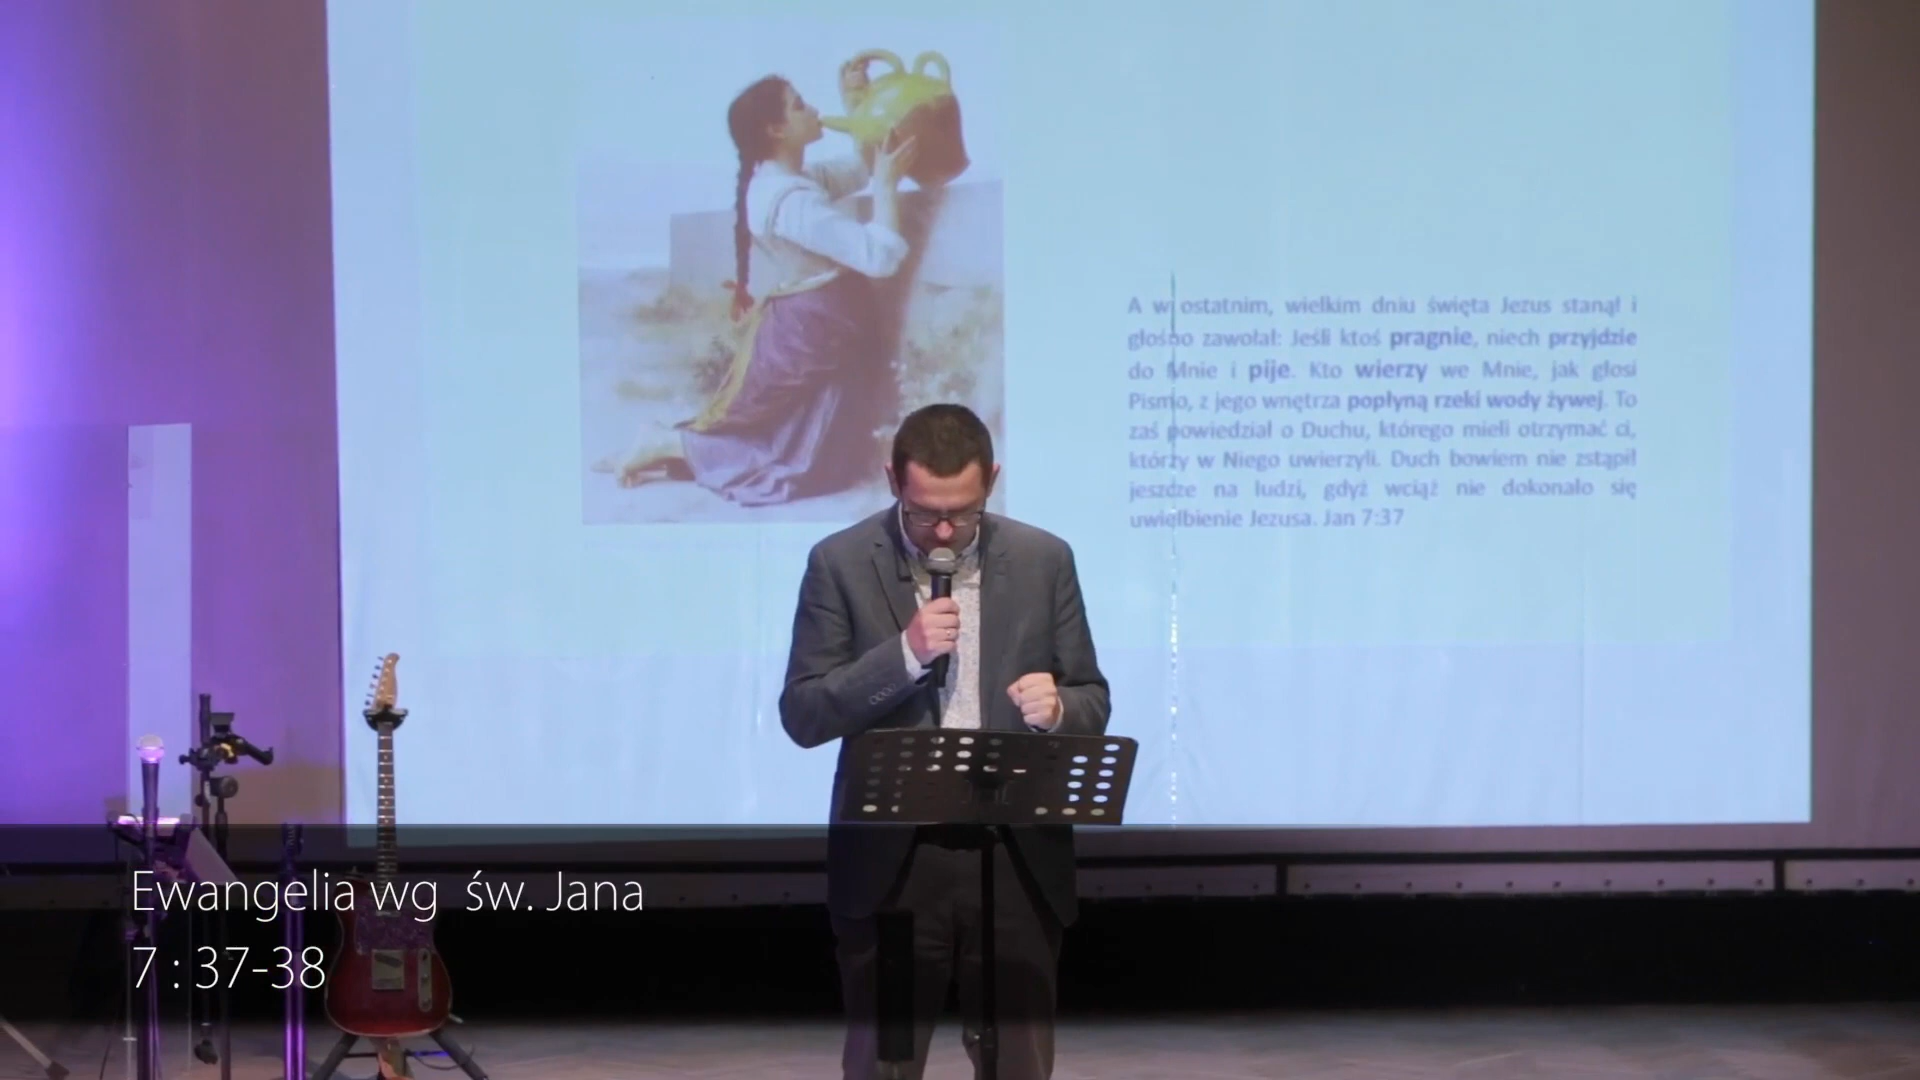 A w ostatnim, wielkim dniu święta Jezus stanął i
głośno zawołał: Jeśli ktoś pragnie, niech przyjdzie
do Mnie i pije. Kto wierzy we Mnie, jak głosi
Pismo, z jego wnętrza popłyną rzeki wody żywej. To
zaś powiedział o Duchu, którego mieli otrzymać ci,
którzy w Niego uwierzyli. Duch bowiem nie zstąpił
jeszcze na ludzi, gdyż wciąż nie dokonało się
uwielbienie Jezusa. Jan 7:37
Ewangelia wg św. Jana
7 : 37-38